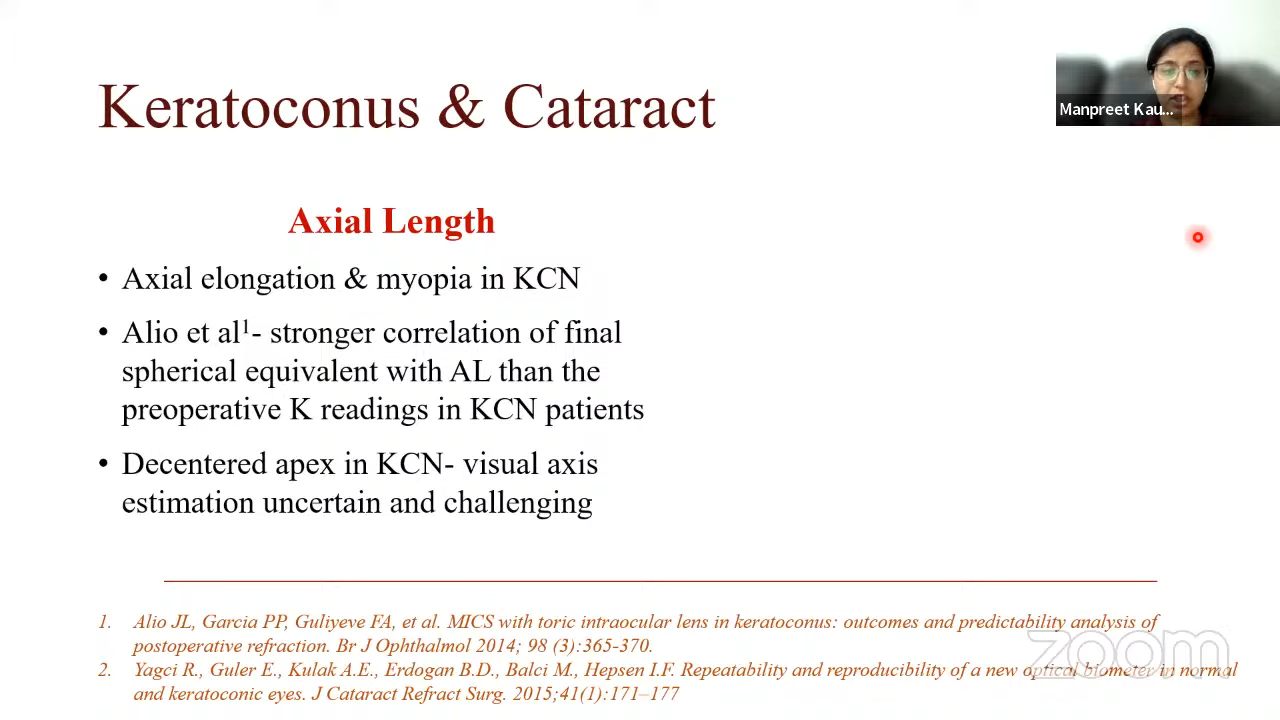 Keratoconus & Cataract
Manpreet Kau...
Axial Length
• Axial elongation & myopia in KCN
• Alio et al¹- stronger correlation of final
spherical equivalent with AL than the
preoperative K readings in KCN patients
• Decentered apex in KCN- visual axis
estimation uncertain and challenging
1. Alio JL, Garcia PP, Guliyeve FA, et al. MICS with toric intraocular lens in keratoconus: outcomes and predictability analysis of
postoperative refraction. Br J Ophthalmol 2014; 98 (3):365-370.
2. Yagci R., Guler E., Kulak A.E., Erdogan B.D., Balci M., Hepsen I.F. Repeatability and reproducibility of a new optical biometer in normal
and keratoconic eyes. J Cataract Refract Surg. 2015;41(1):171–177
zoom